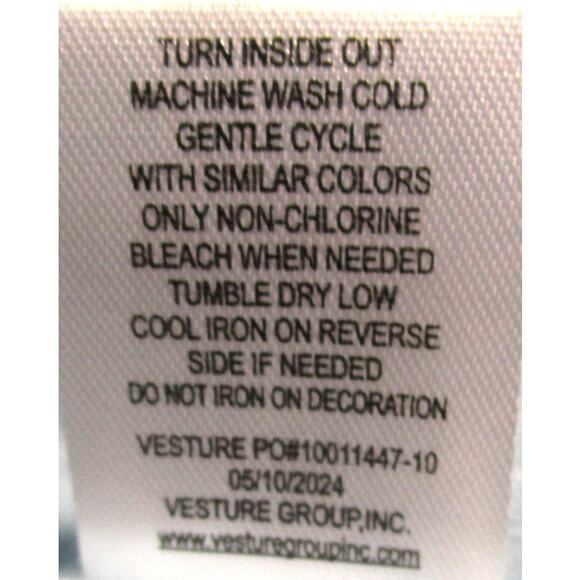 TURN INSIDE OUT
MACHINE WASH COLD
GENTLE CYCLE
WITH SIMILAR COLORS
ONLY NON-CHLORINE
BLEACH WHEN NEEDED
TUMBLE DRY LOW
COOL IRON ON REVERSE
SIDE IF NEEDED
DO NOT IRON ON DECORATION
VESTURE PO#10011447-10
05/10/2024
VESTURE GROUP,INC.
www.vesturegroupinc.com